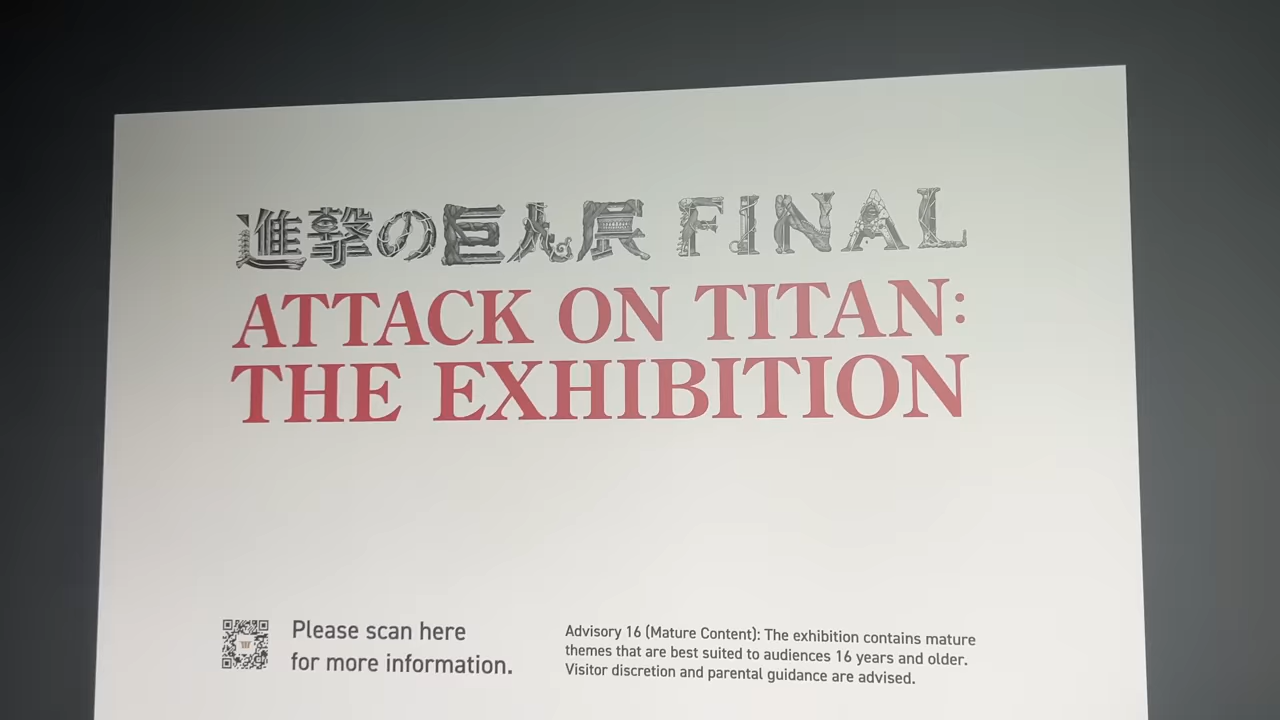 進撃の巨人展 FINAL
ATTACK ON TITAN:
THE EXHIBITION
Please scan here
for more information.
Advisory 16 (Mature Content): The exhibition contains mature
themes that are best suited to audiences 16 years and older.
Visitor discretion and parental guidance are advised.